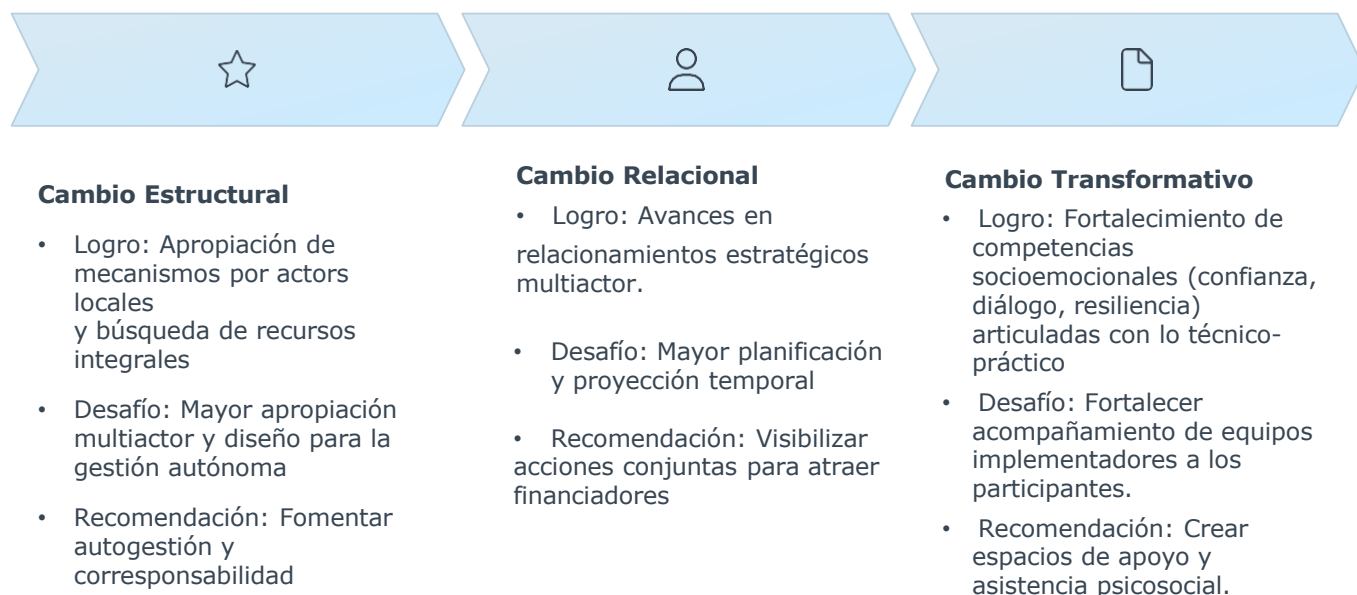 Cambio Estructural
• Logro: Apropiación de
mecanismos por actors
locales
y búsqueda de recursos
integrales
• Desafío: Mayor apropiación
multiactor y diseño para la
gestión autónoma
• Recomendación: Fomentar
autogestión y
corresponsabilidad
Cambio Relacional
• Logro: Avances en
relacionamientos estratégicos
multiactor.
• Desafío: Mayor planificación
y proyección temporal
• Recomendación: Visibilizar
acciones conjuntas para atraer
financiadores
Cambio Transformativo
• Logro: Fortalecimiento de
competencias
socioemocionales (confianza,
diálogo, resiliencia)
articuladas con lo técnico-
práctico
• Desafío: Fortalecer
acompañamiento de equipos
implementadores a los
participantes.
• Recomendación: Crear
espacios de apoyo y
asistencia psicosocial.